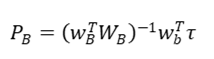 P_B = (w_B^T W_B)^{-1} w_b^T τ